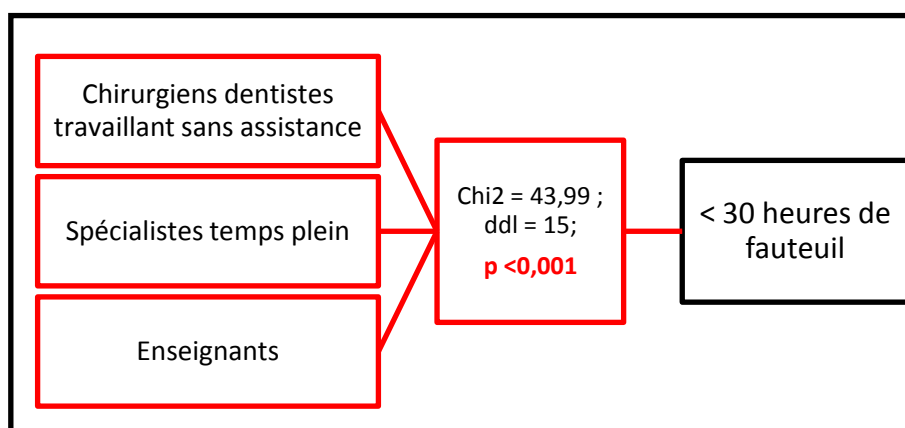 Chirurgiens dentistes
travaillant sans assistance
Spécialistes temps plein
Enseignants
Chi2 = 43,99 ;
ddl = 15;
p <0,001
< 30 heures de
fauteuil